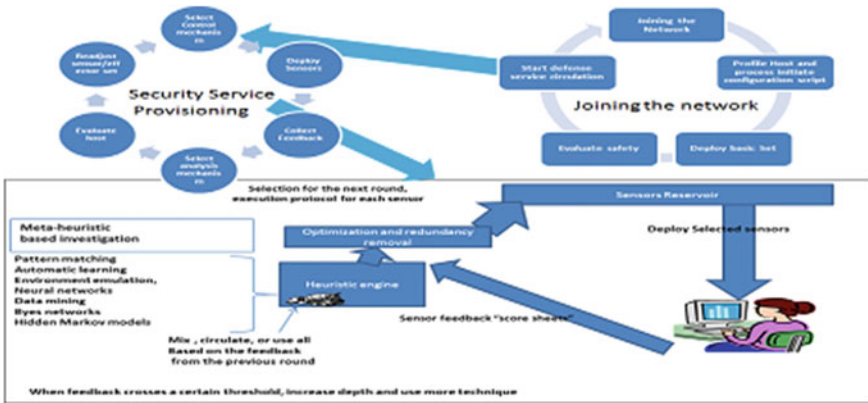 Select
Control
mechanis
m
Deploy
Sensors
Collect
Feedback
Select
analysis
mechanis
m
Evaluate
host
Readjust
sensor/eff
Security Service
Provisioning
Joining the
Network
Profile Host and
process initiate
configuration script
Deploy basic Set
Evaluate safety
Start defense
service circulation
Joining the network
Selection for the next round,
execution protocol for each sensor
Sensors Reservoir
Deploy Selected sensors
Optimization and redundancy
removal
Heuristic engine
Sensor feedback "score sheets"
Meta-heuristic
based investigation
Pattern matching
Automatic learning
Environment emulation,
Neural networks
Data mining
Byes networks
Hidden Markov models
Mix , circulate, or use all
Based on the feedback
from the previous round
When feedback crosses a certain threshold, increase depth and use more technique